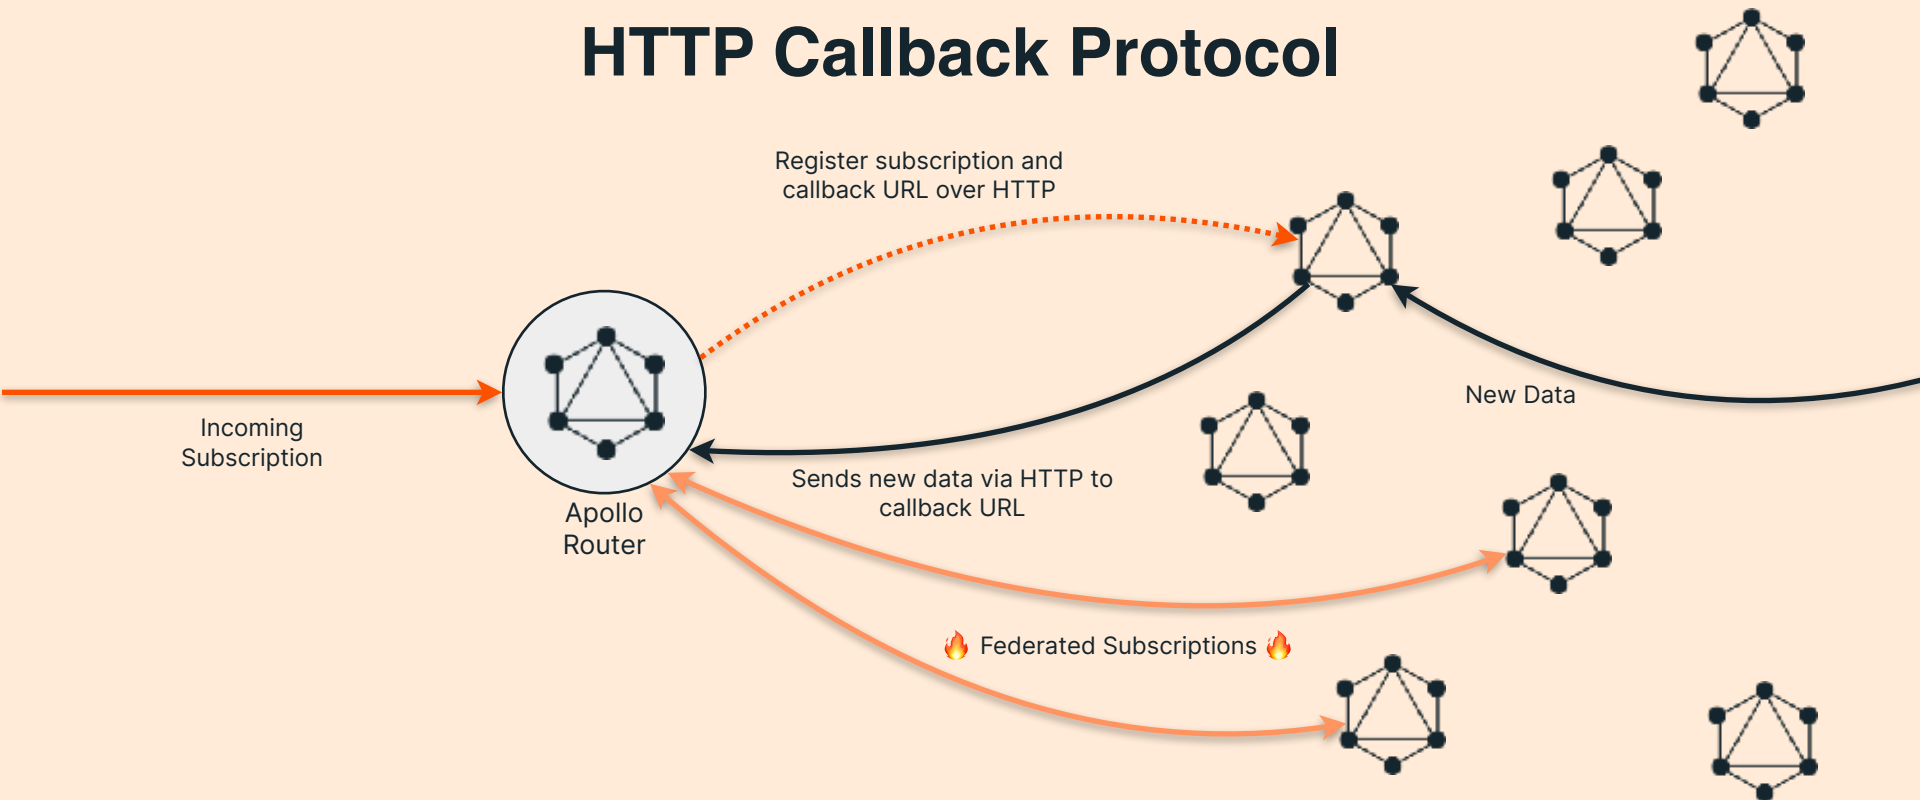 HTTP Callback Protocol
Register subscription and
callback URL over HTTP
Incoming
Subscription
New Data
Sends new data via HTTP to
callback URL
Apollo
Router
🔥 Federated Subscriptions 🔥